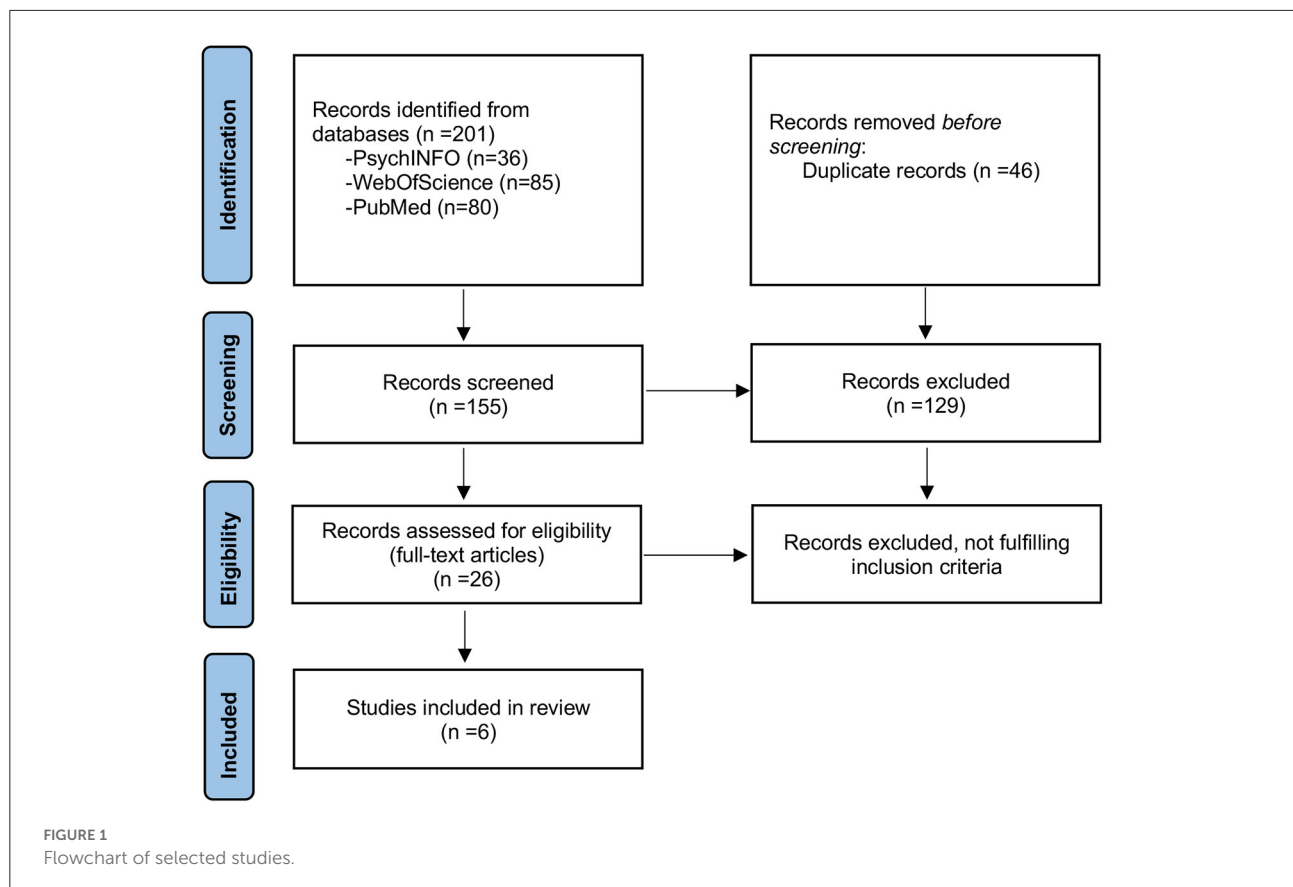 Identification
Records identified from
databases (n =201)
-PsychINFO (n=36)
-WebOfScience (n=85)
-PubMed (n=80)
Records removed before
screening:
Duplicate records (n =46)
Screening
Records screened
(n =155)
Records excluded
(n =129)
Eligibility
Records assessed for eligibility
(full-text articles)
(n =26)
Records excluded, not fulfilling
inclusion criteria
Included
Studies included in review
(n =6)
FIGURE 1
Flowchart of selected studies.